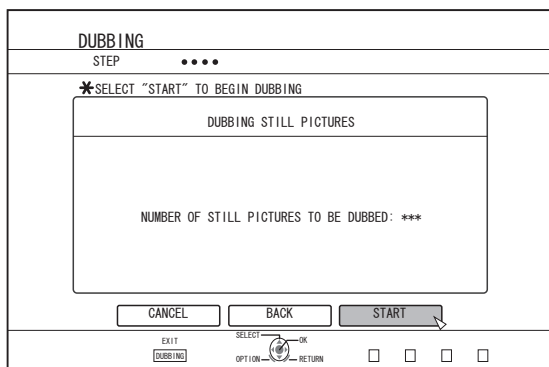 DUBBING
STEP ••••
*SELECT "START" TO BEGIN DUBBING
DUBBING STILL PICTURES
NUMBER OF STILL PICTURES TO BE DUBBED: ***
CANCEL BACK START
EXIT SELECT OK
DUBBING OPTION RETURN